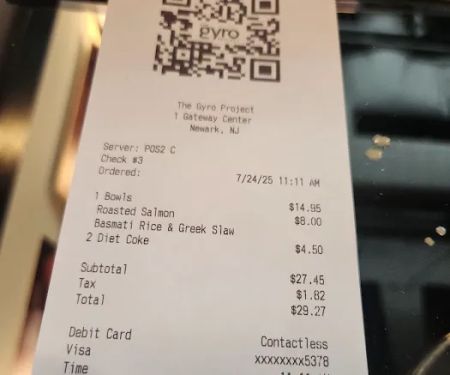 gyro
The Gyro Project
1 Gateway Center
Newark, NJ
Server: POS2 C
Check #3
Ordered: 7/24/25 11:11 AM
1 Bowls $14.95
Roasted Salmon $8.00
Basmati Rice & Greek Slaw
2 Diet Coke $4.50
Subtotal $27.45
Tax $1.82
Total $29.27
Debit Card Contactless
Visa xxxxxxxx5378
Time